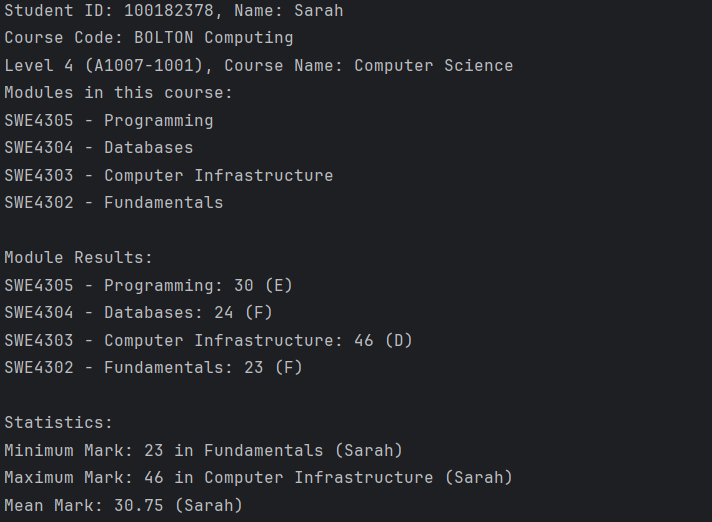 Student ID: 100182378, Name: Sarah
Course Code: BOLTON Computing
Level 4 (A1007-1001), Course Name: Computer Science
Modules in this course:
SWE4305 - Programming
SWE4304 - Databases
SWE4303 - Computer Infrastructure
SWE4302 - Fundamentals
Module Results:
SWE4305 - Programming: 30 (E)
SWE4304 - Databases: 24 (F)
SWE4303 - Computer Infrastructure: 46 (D)
SWE4302 - Fundamentals: 23 (F)
Statistics:
Minimum Mark: 23 in Fundamentals (Sarah)
Maximum Mark: 46 in Computer Infrastructure (Sarah)
Mean Mark: 30.75 (Sarah)